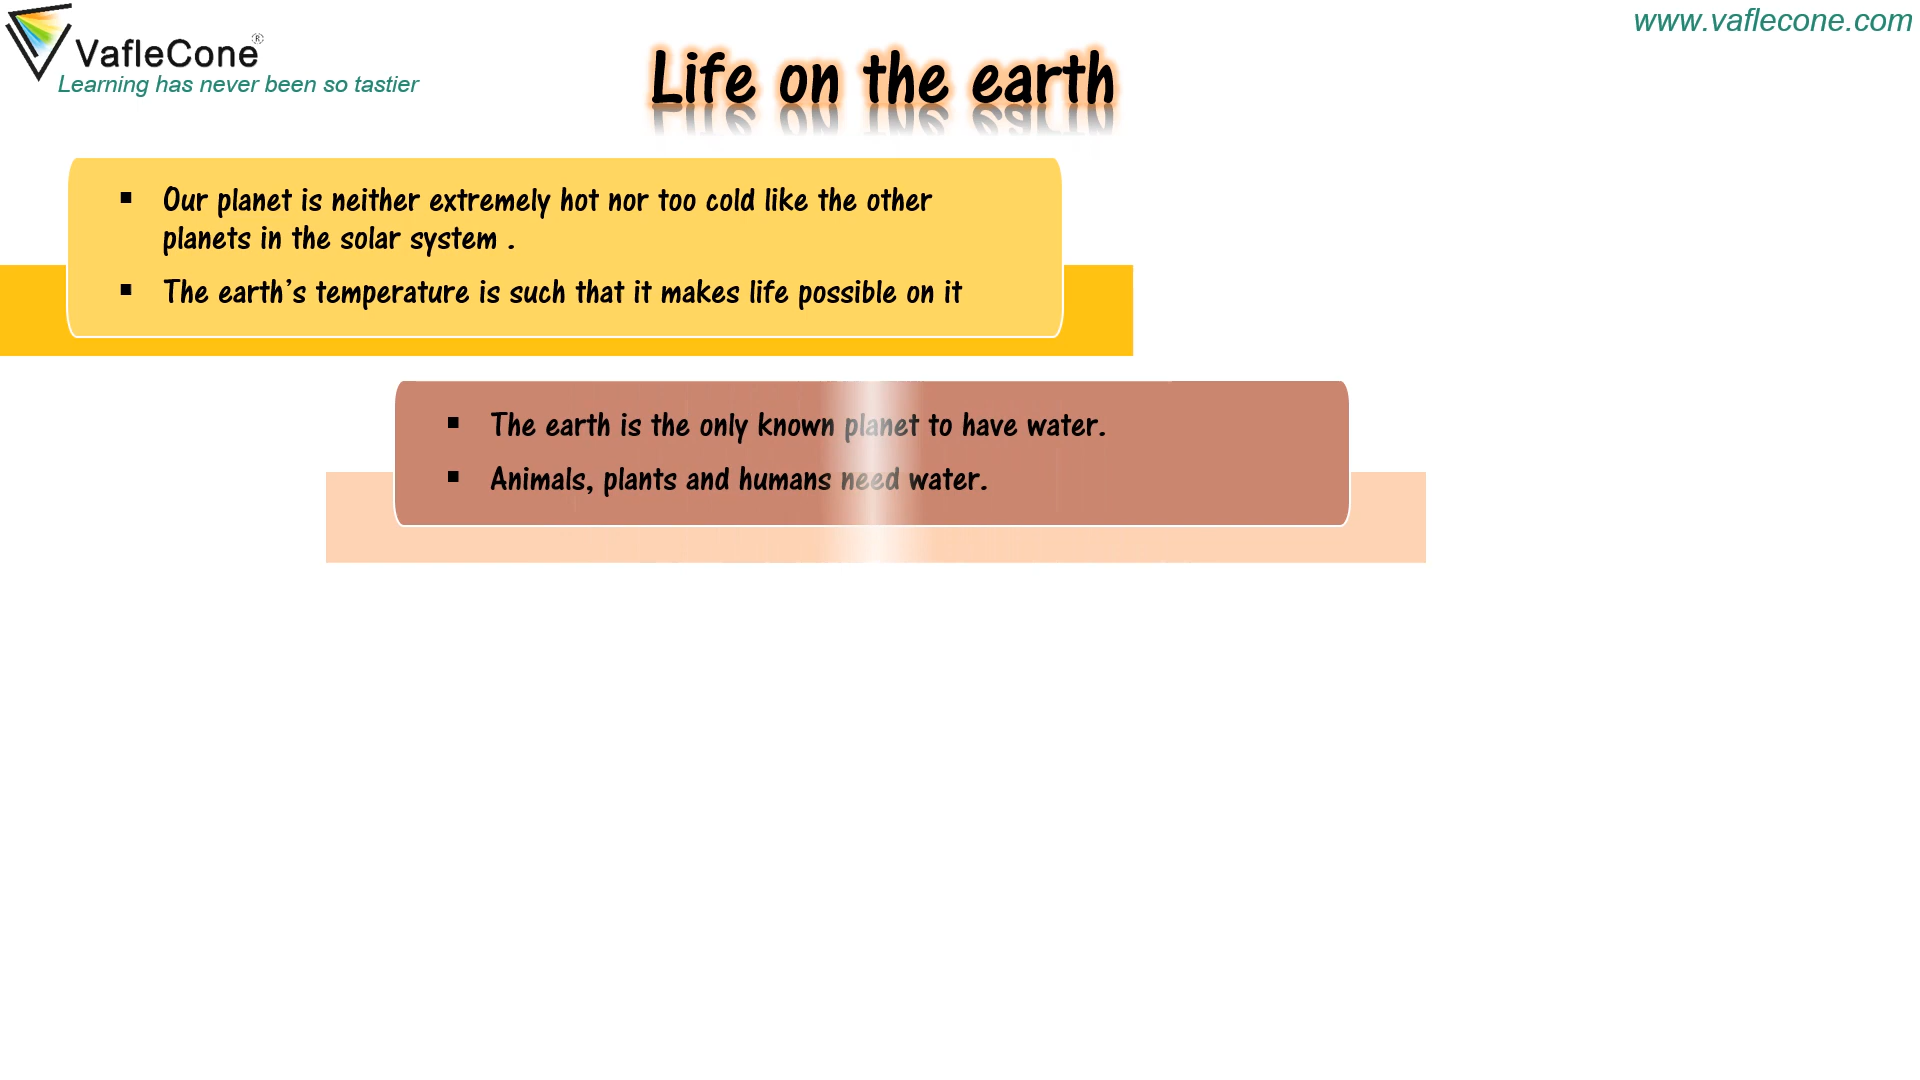 VafleCone®
Learning has never been so tastier
www.vaflecone.com
Life on the earth
▪ Our planet is neither extremely hot nor too cold like the other
planets in the solar system .
▪ The earth's temperature is such that it makes life possible on it
▪ The earth is the only known planet to have water.
▪ Animals, plants and humans need water.